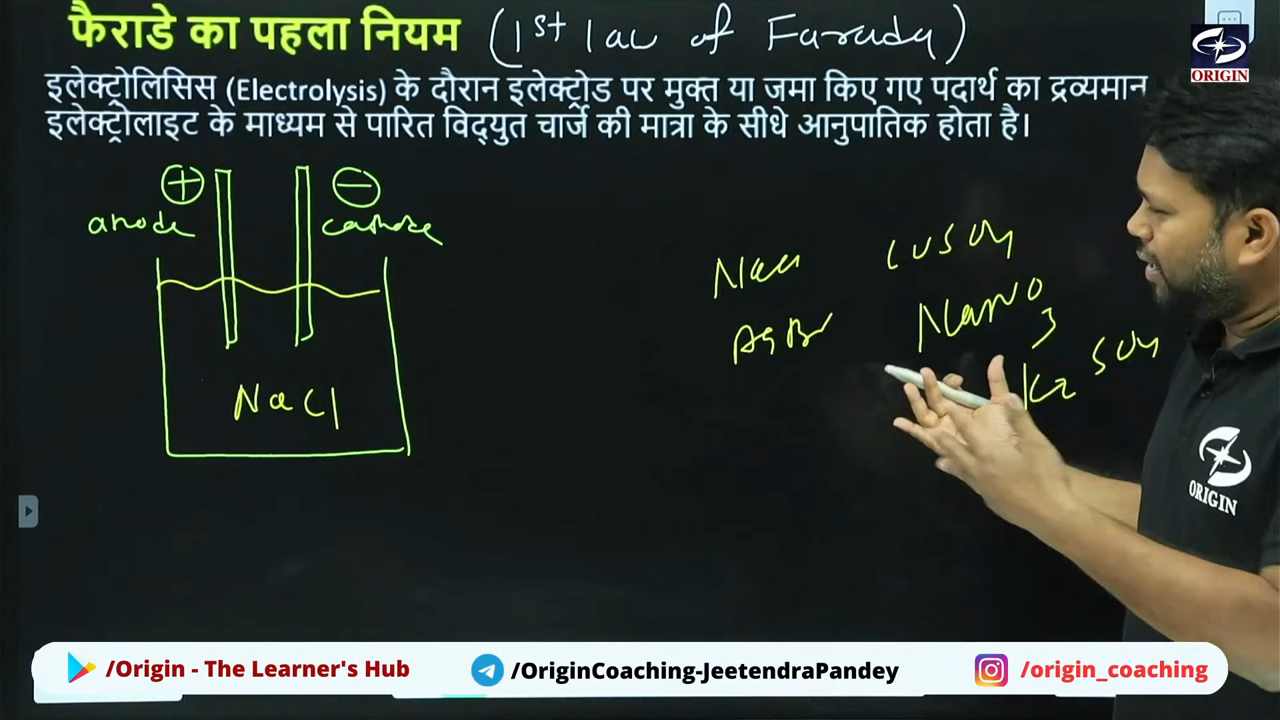 फैराडे का पहला नियम (1st law of Faraday)
ORIGIN
इलेक्ट्रोलिसिस (Electrolysis) के दौरान इलेक्ट्रोड पर मुक्त या जमा किए गए पदार्थ का द्रव्यमान
इलेक्ट्रोलाइट के माध्यम से पारित विद्युत चार्ज की मात्रा के सीधे आनुपातिक होता है।
+ −
anode cathode
NaCl CuSO4
AgBr NaNO3
K2SO4
NaCl
ORIGIN
/Origin - The Learner's Hub /OriginCoaching-JeetendraPandey /origin_coaching